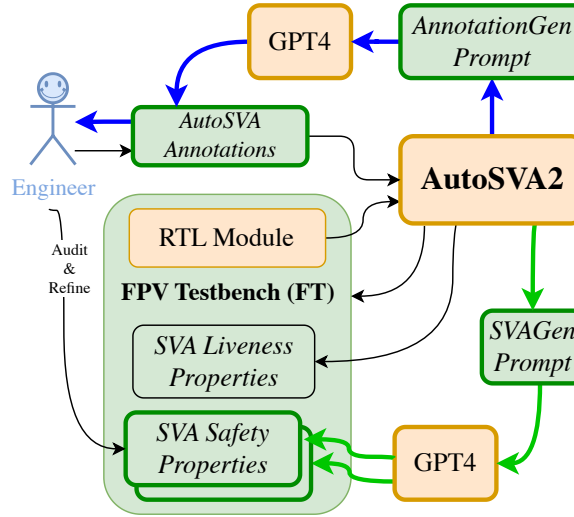 GPT4
AnnotationGen
Prompt
AutoSVA
Annotations
Engineer
AutoSVA2
RTL Module
Audit
&
Refine
FPV Testbench (FT)
SVA Liveness
Properties
SVAGen
Prompt
SVA Safety
Properties
GPT4